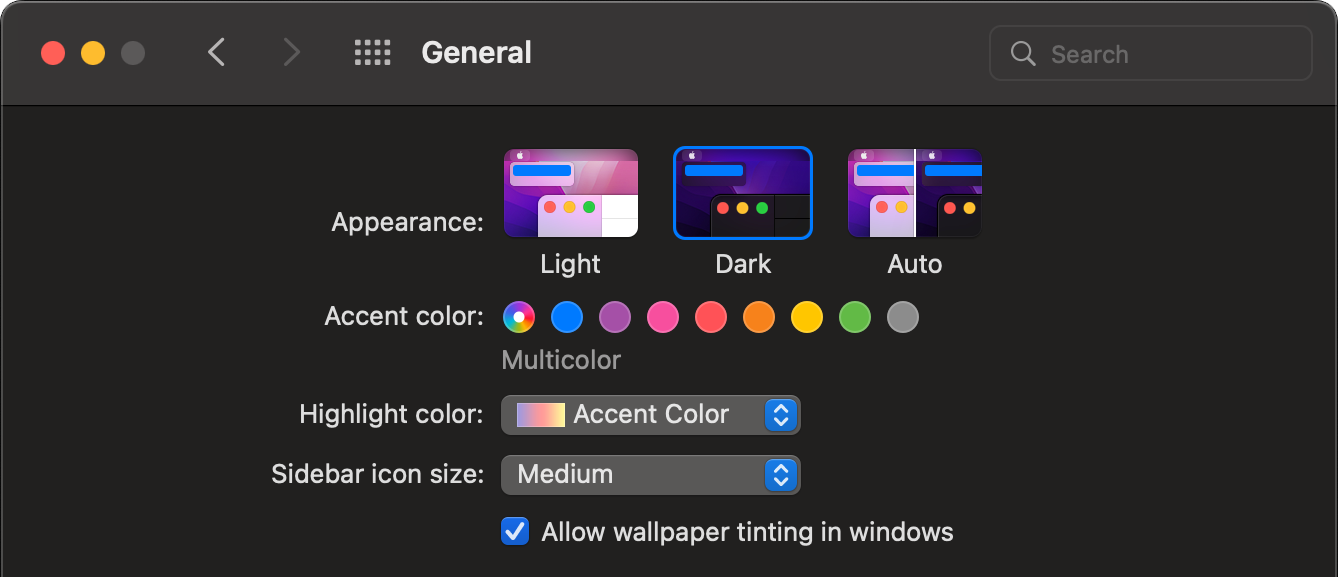 General
Search
Appearance:
Light
Dark
Auto
Accent color:
Multicolor
Highlight color:
Accent Color
Sidebar icon size:
Medium
Allow wallpaper tinting in windows